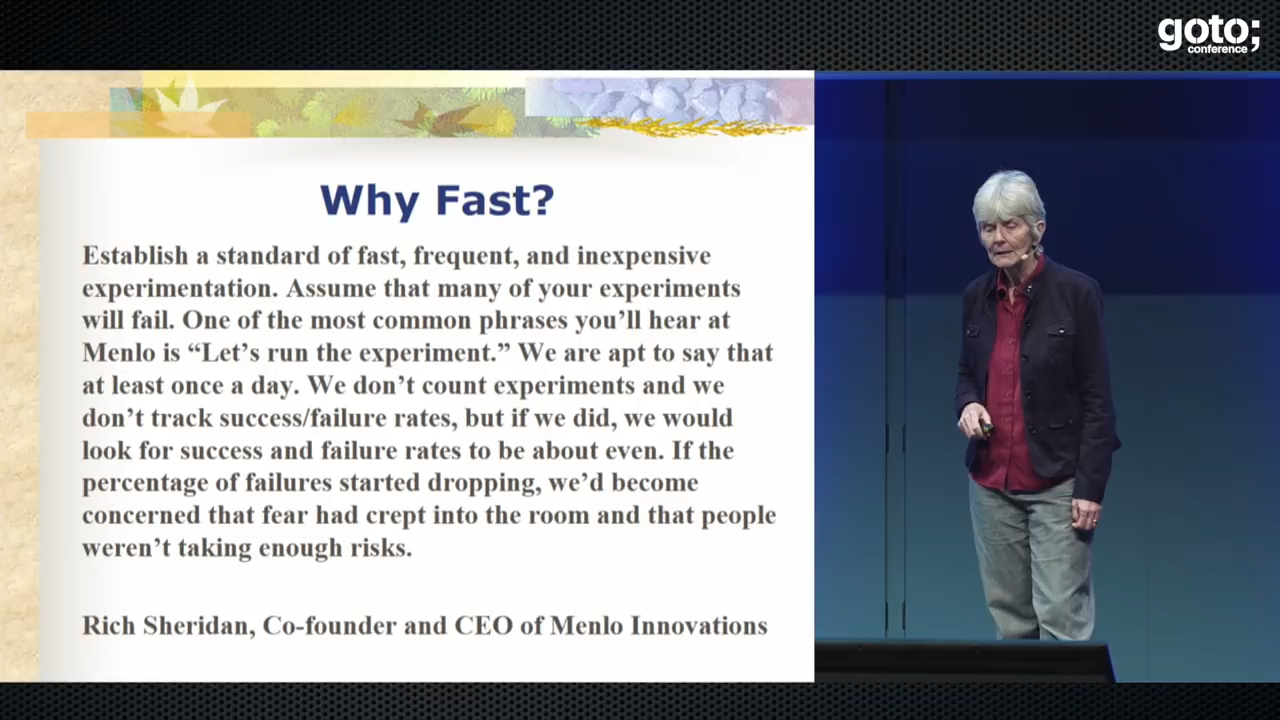 goto;
conference
Why Fast?
Establish a standard of fast, frequent, and inexpensive
experimentation. Assume that many of your experiments
will fail. One of the most common phrases you’ll hear at
Menlo is “Let’s run the experiment.” We are apt to say that
at least once a day. We don’t count experiments and we
don’t track success/failure rates, but if we did, we would
look for success and failure rates to be about even. If the
percentage of failures started dropping, we’d become
concerned that fear had crept into the room and that people
weren’t taking enough risks.
Rich Sheridan, Co-founder and CEO of Menlo Innovations